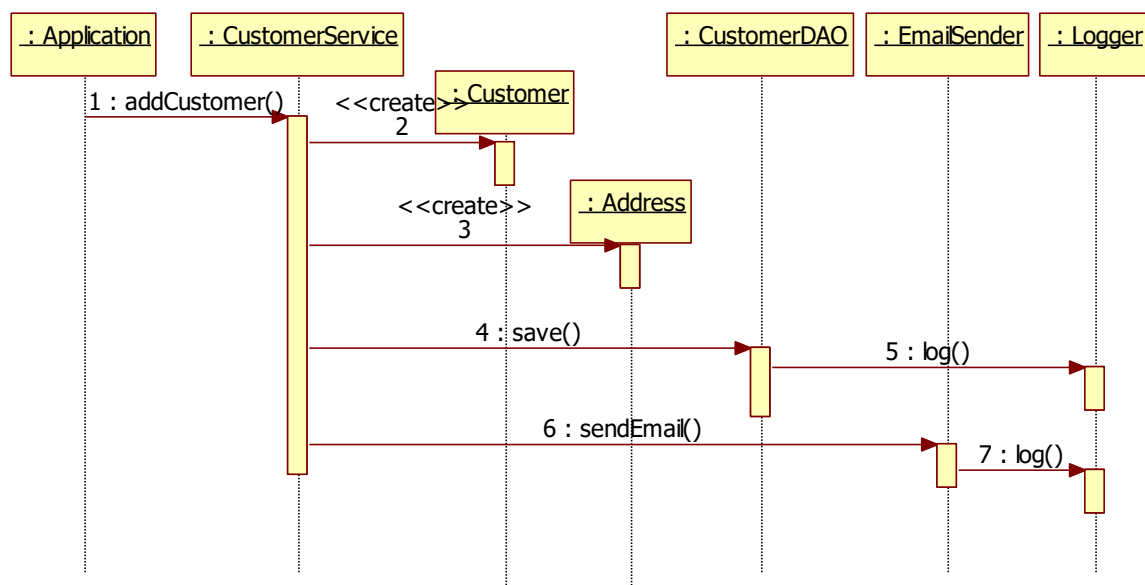 : Application
: CustomerService
: CustomerDAO
: EmailSender
: Logger
: Customer
1 : addCustomer()
<<create>>
2
: Address
<<create>>
3
4 : save()
5 : log()
6 : sendEmail()
7 : log()